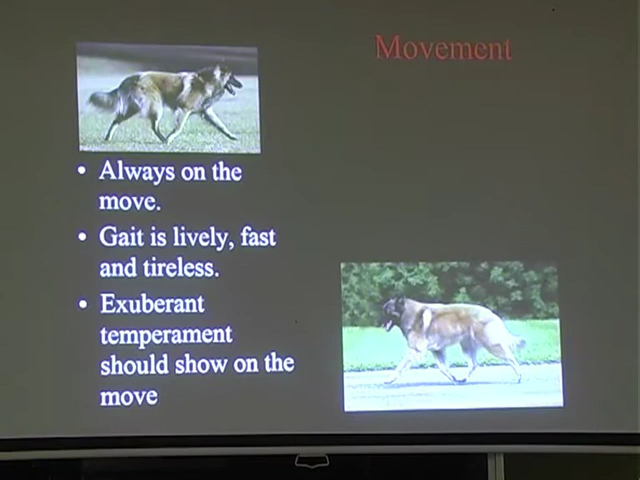 Movement
• Always on the
move.
• Gait is lively, fast
and tireless.
• Exuberant
temperament
should show on the
move